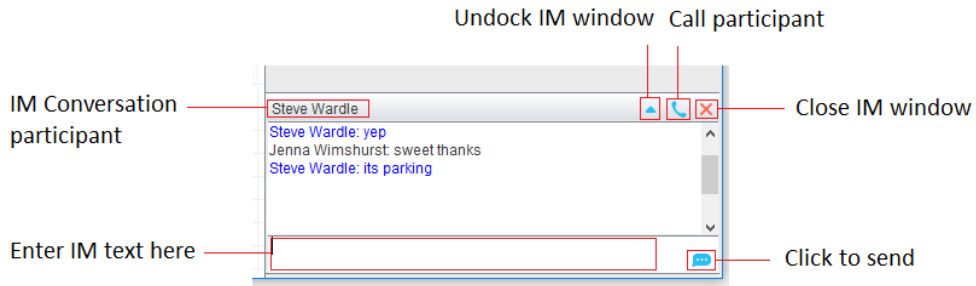 Undock IM window
Call participant
IM Conversation
participant
Steve Wardle
Close IM window
Steve Wardle: yep
Jenna Wimshurst: sweet thanks
Steve Wardle: its parking
Enter IM text here
Click to send